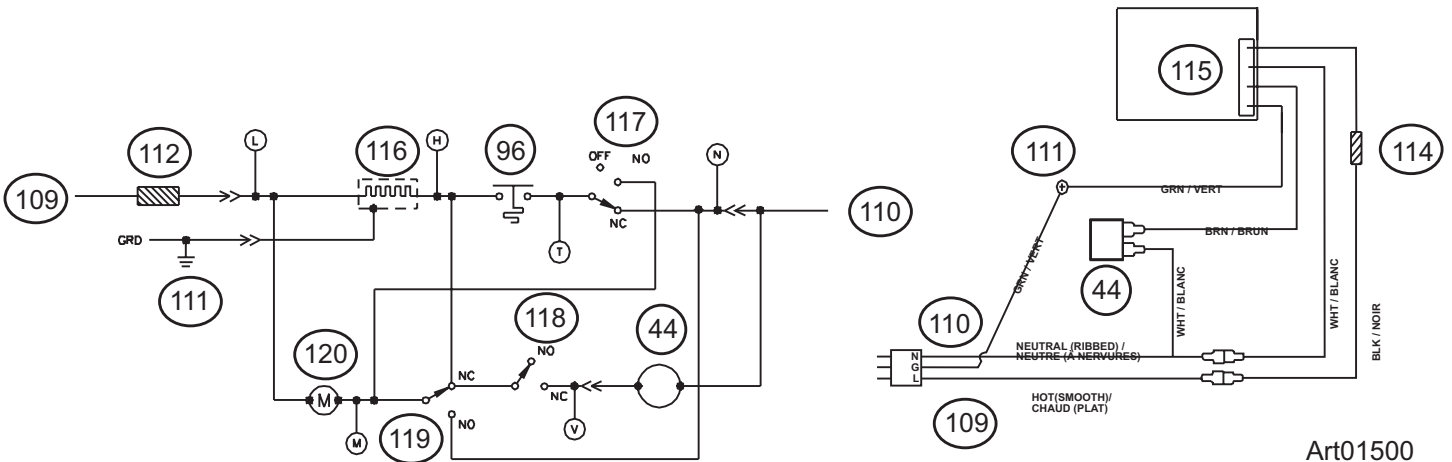 115
117
OFF NO
112
L
116
H
96
N
111
114
109
110
GRN / VERT
NC
GRD
BRN / BRUN
T
111
GRN / VERT
44
WHT / BLANC
WHT / BLANC
BLK / NOIR
118
44
110
120
NO
NC
N
NEUTRAL (RIBBED) /
NEUTRE (Â NERVURES)
G
L
M
NC
HOT(SMOOTH)/
CHAUD (PLAT)
M
119
NO
V
109
Art01500